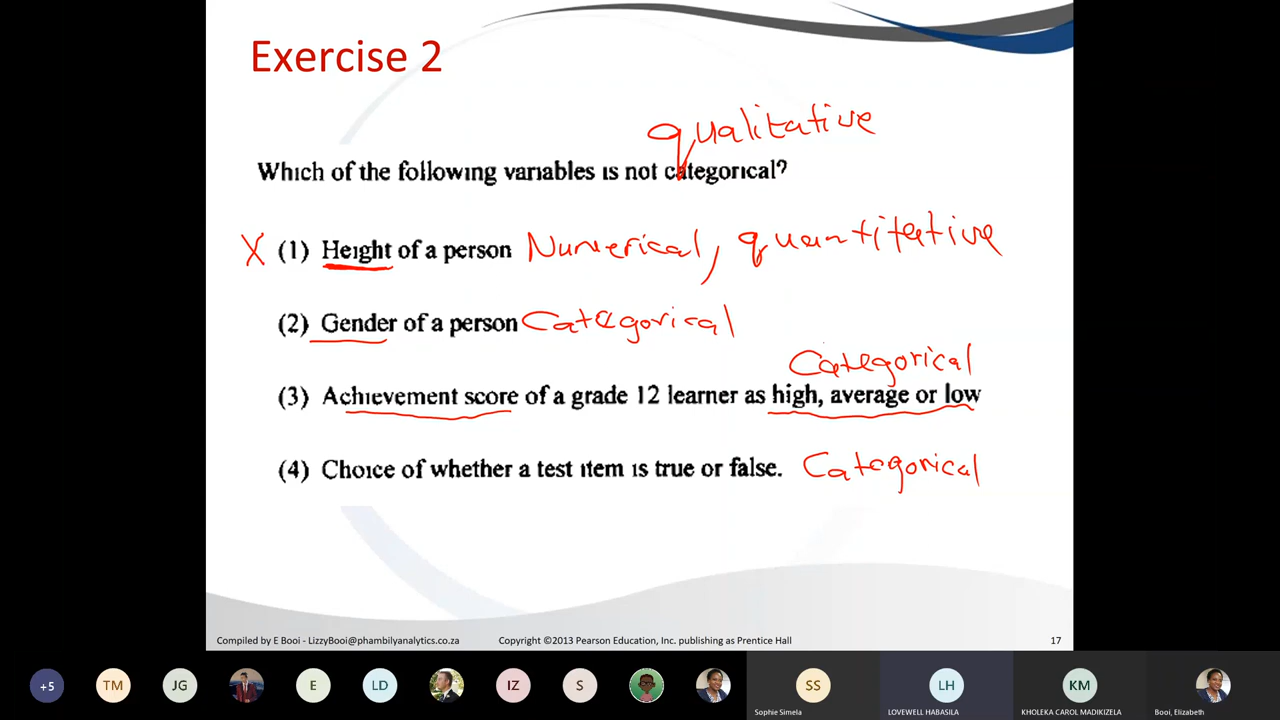 Exercise 2
qualitative
Which of the following variables is not categorical?
X (1) Height of a person Numerical, quantitative
(2) Gender of a person Categorical
Categorical
(3) Achievement score of a grade 12 learner as high, average or low
(4) Choice of whether a test item is true or false. Categorical
Compiled by E Booi - LizzyBooi@phambilyanalytics.co.za Copyright ©2013 Pearson Education, Inc. publishing as Prentice Hall 17
+5 TM JG E LD IZ S SS LH KM
Sophie Simela LOVEWELL HABASILA KHOLEKA CAROL MADIKIZELA Booi, Elizabeth